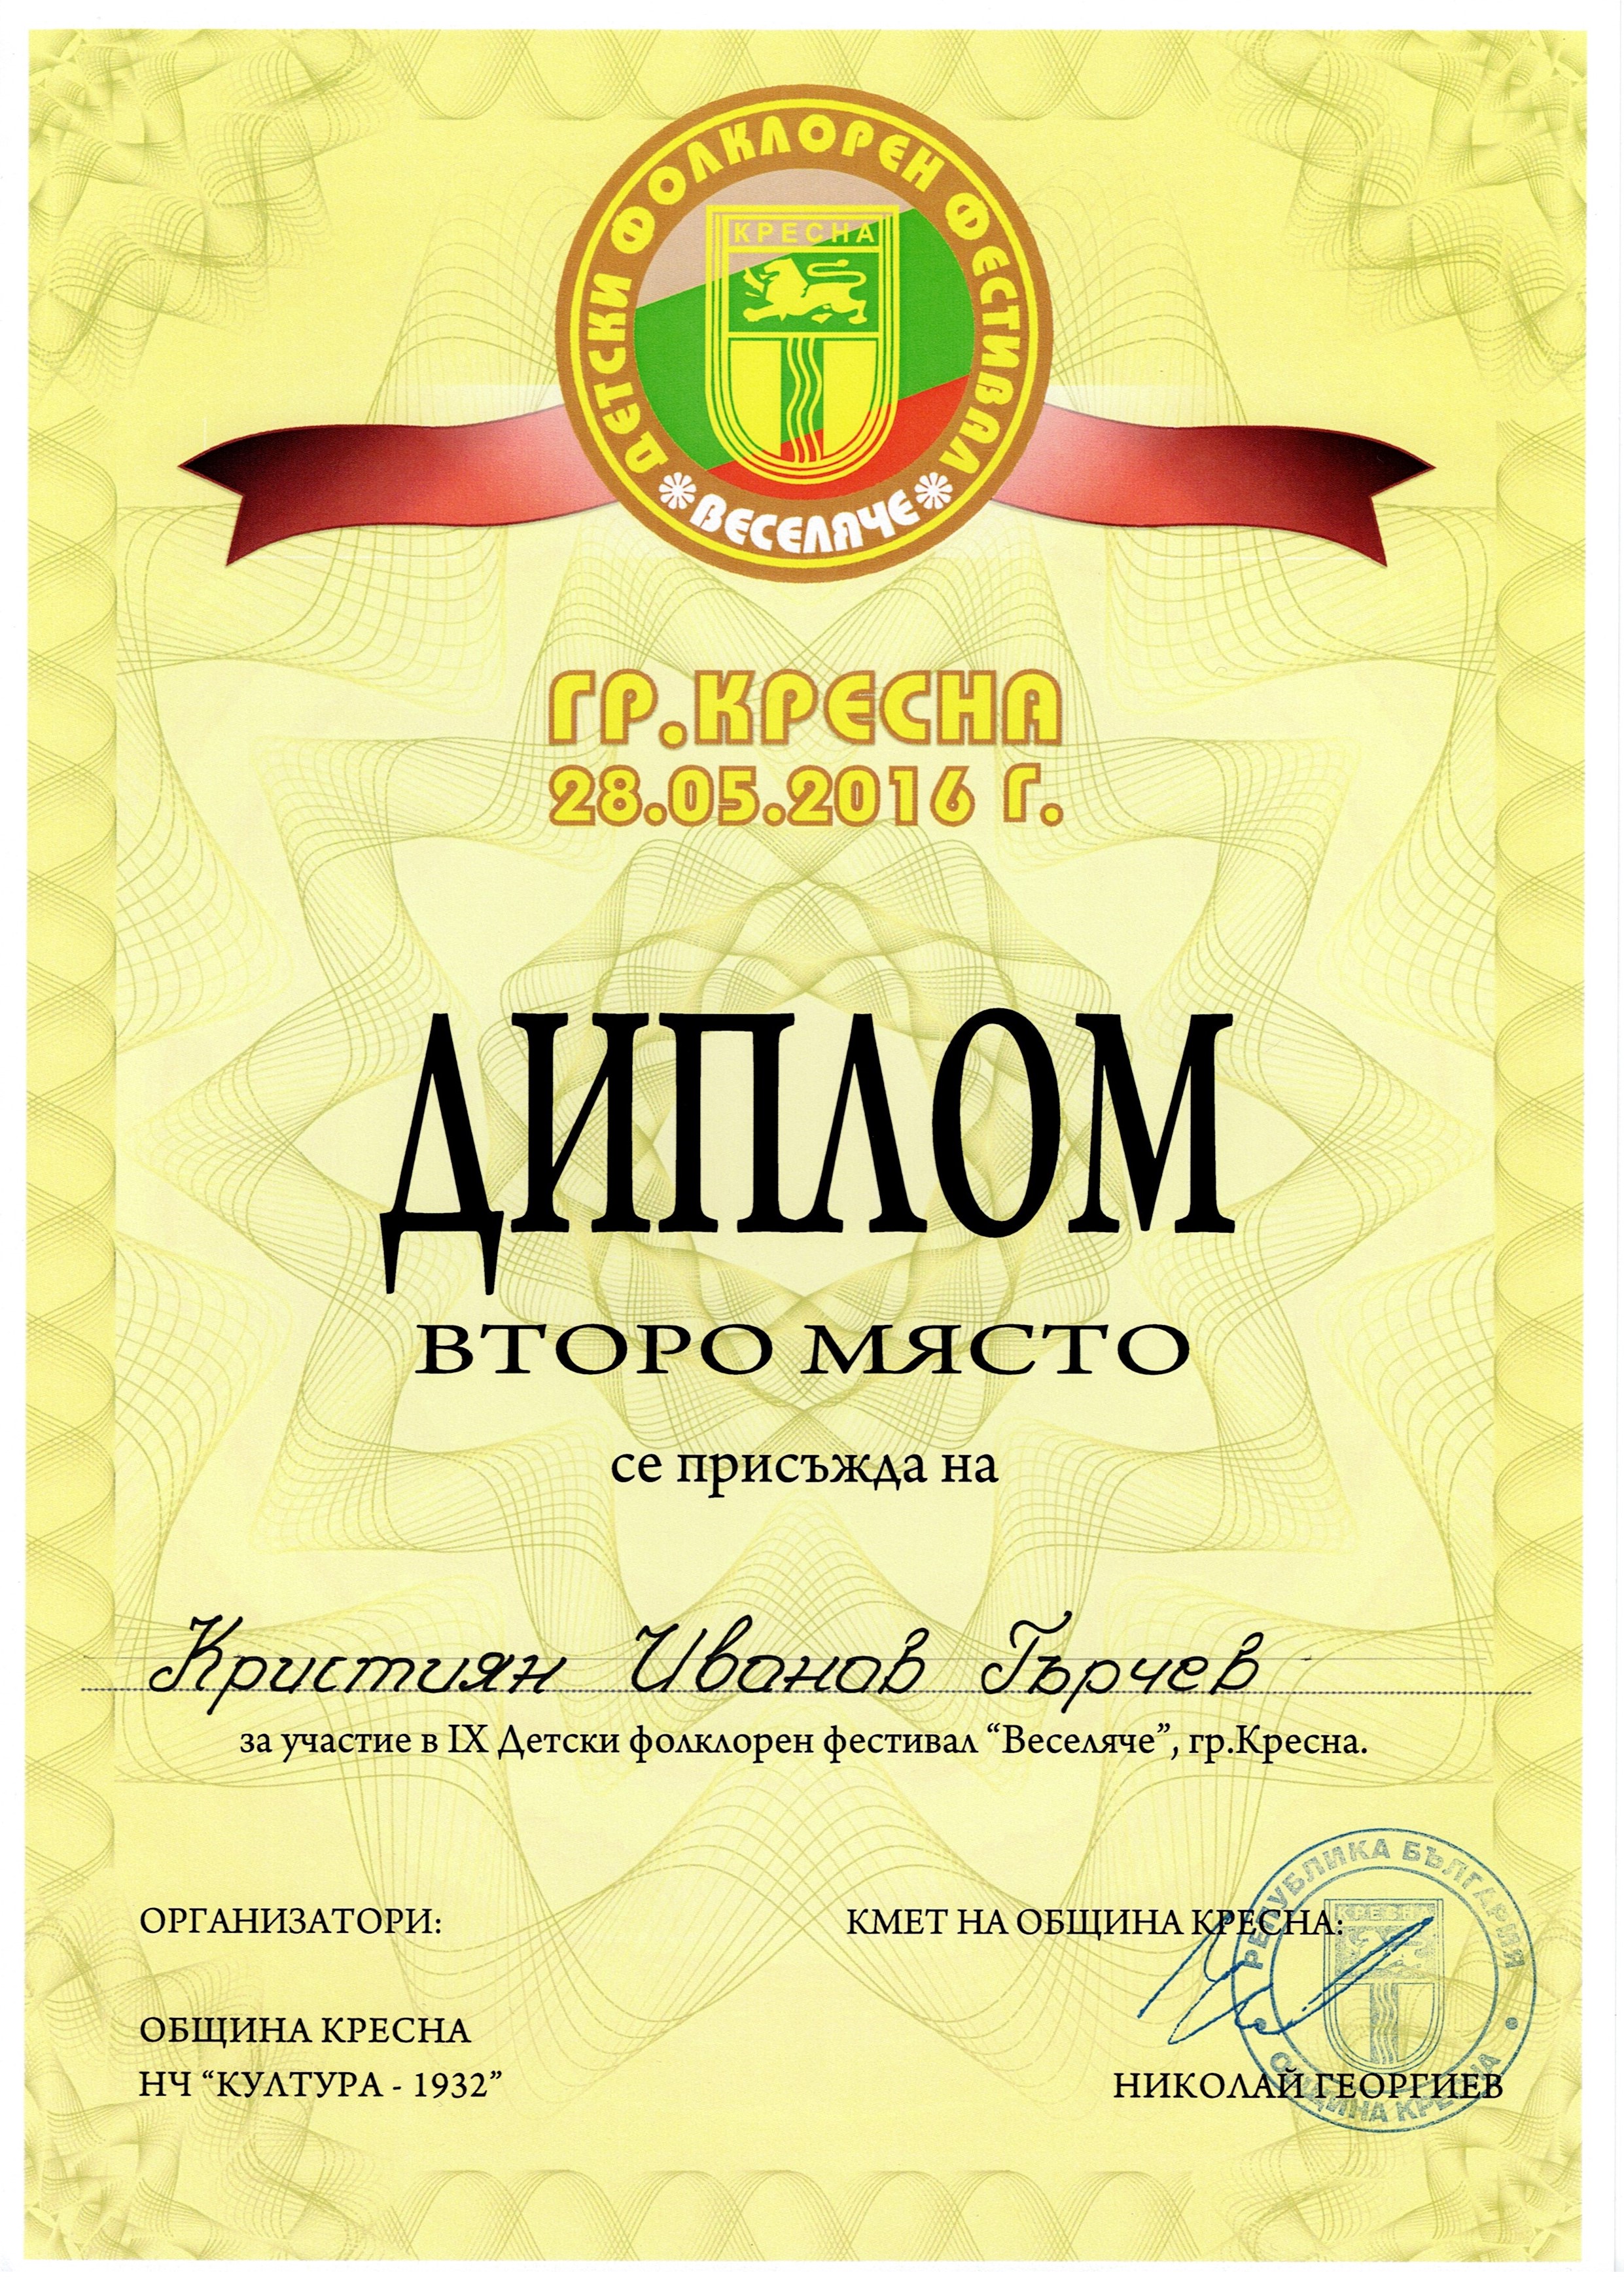 ДЕТСКИ ФОЛКЛОРЕН ФЕСТИВАЛ
КРЕСНА
ВЕСЕЛЯЧЕ
ГР.КРЕСНА
28.05.2016 Г.
ДИПЛОМ
ВТОРО МЯСТО
се присъжда на
Кристиян Иванов Гърчев
за участие в IX Детски фолклорен фестивал “Веселяче”, гр.Кресна.
ОРГАНИЗАТОРИ:
ОБЩИНА КРЕСНА
НЧ “КУЛТУРА - 1932”
КМЕТ НА ОБЩИНА КРЕСНА:
НИКОЛАЙ ГЕОРГИЕВ
РЕПУБЛИКА БЪЛГАРИЯ
ОБЩИНА КРЕСНА